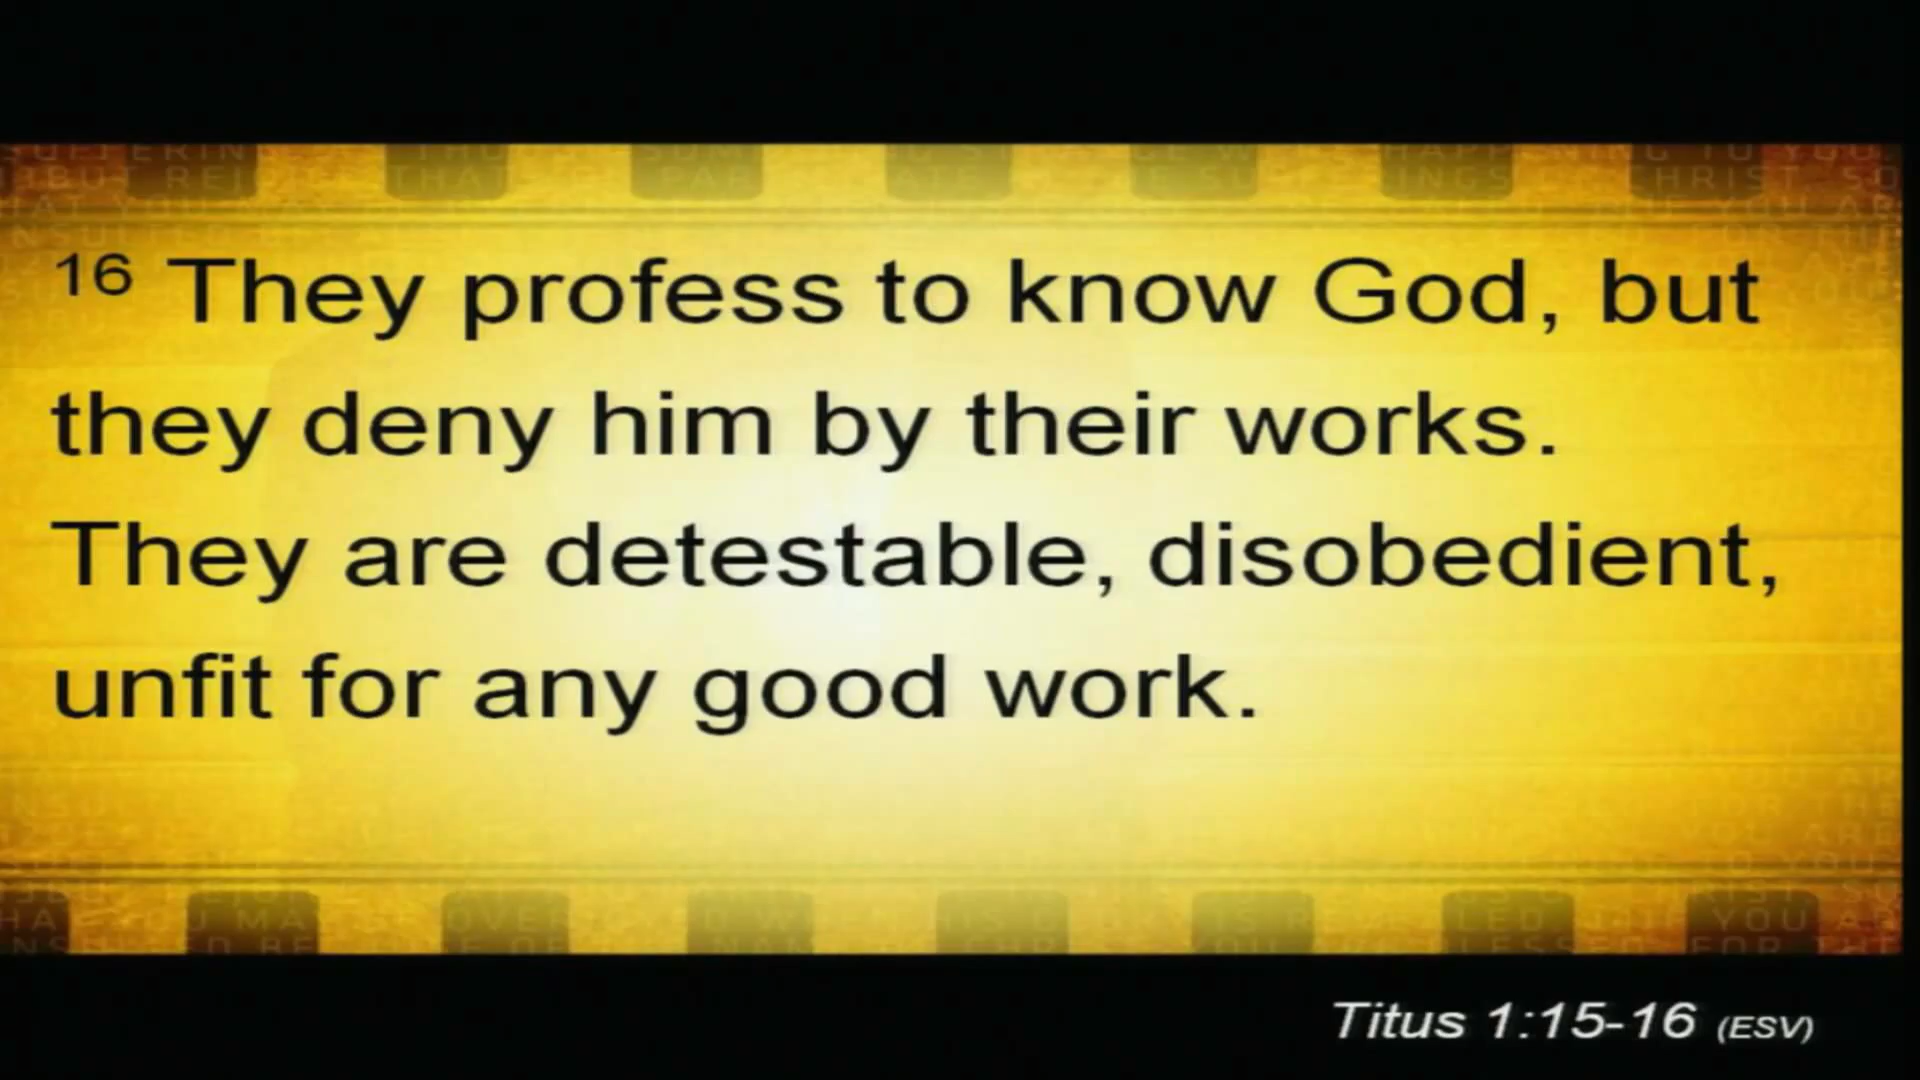 16 They profess to know God, but
they deny him by their works.
They are detestable, disobedient,
unfit for any good work.
Titus 1:15-16 (ESV)